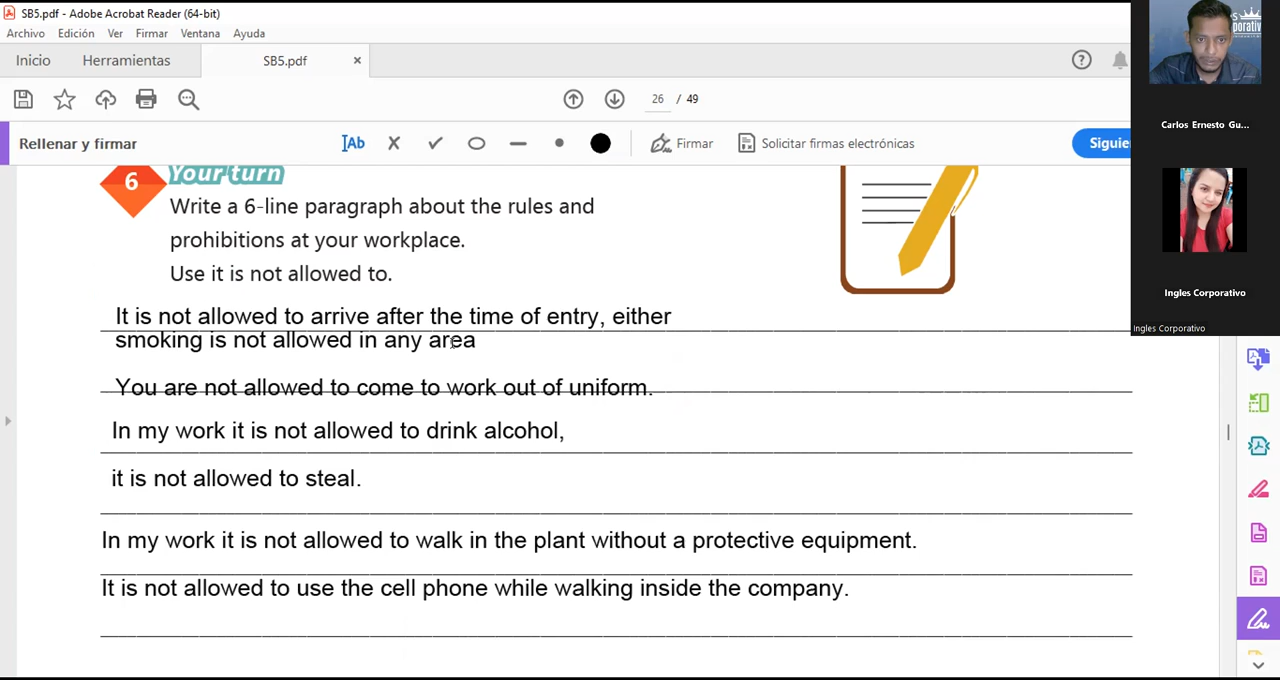 SB5.pdf - Adobe Acrobat Reader (64-bit)
Archivo Edición Ver Firmar Ventana Ayuda
Inicio Herramientas SB5.pdf ×
26 / 49
Rellenar y firmar Ab Firmar Solicitar firmas electrónicas Siguie
6 Your turn
Write a 6-line paragraph about the rules and
prohibitions at your workplace.
Use it is not allowed to.
It is not allowed to arrive after the time of entry, either
smoking is not allowed in any area
You are not allowed to come to work out of uniform.
In my work it is not allowed to drink alcohol,
it is not allowed to steal.
In my work it is not allowed to walk in the plant without a protective equipment.
It is not allowed to use the cell phone while walking inside the company.
Carlos Ernesto Gu...
Ingles Corporativo
Ingles Corporativo